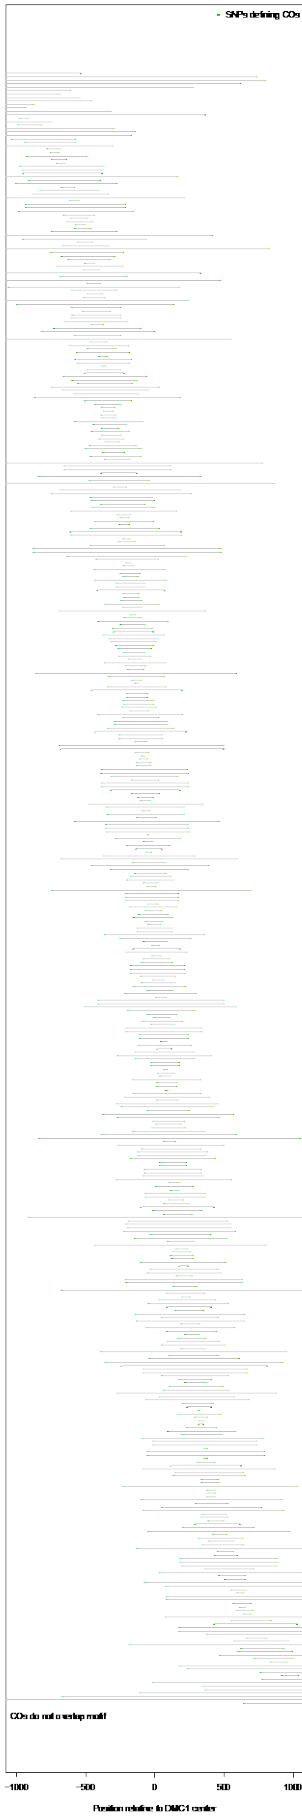 SNPs defining COs
COs do not overlap motif
−1000 −500 0 500 1000
Position relative to DMC1 center